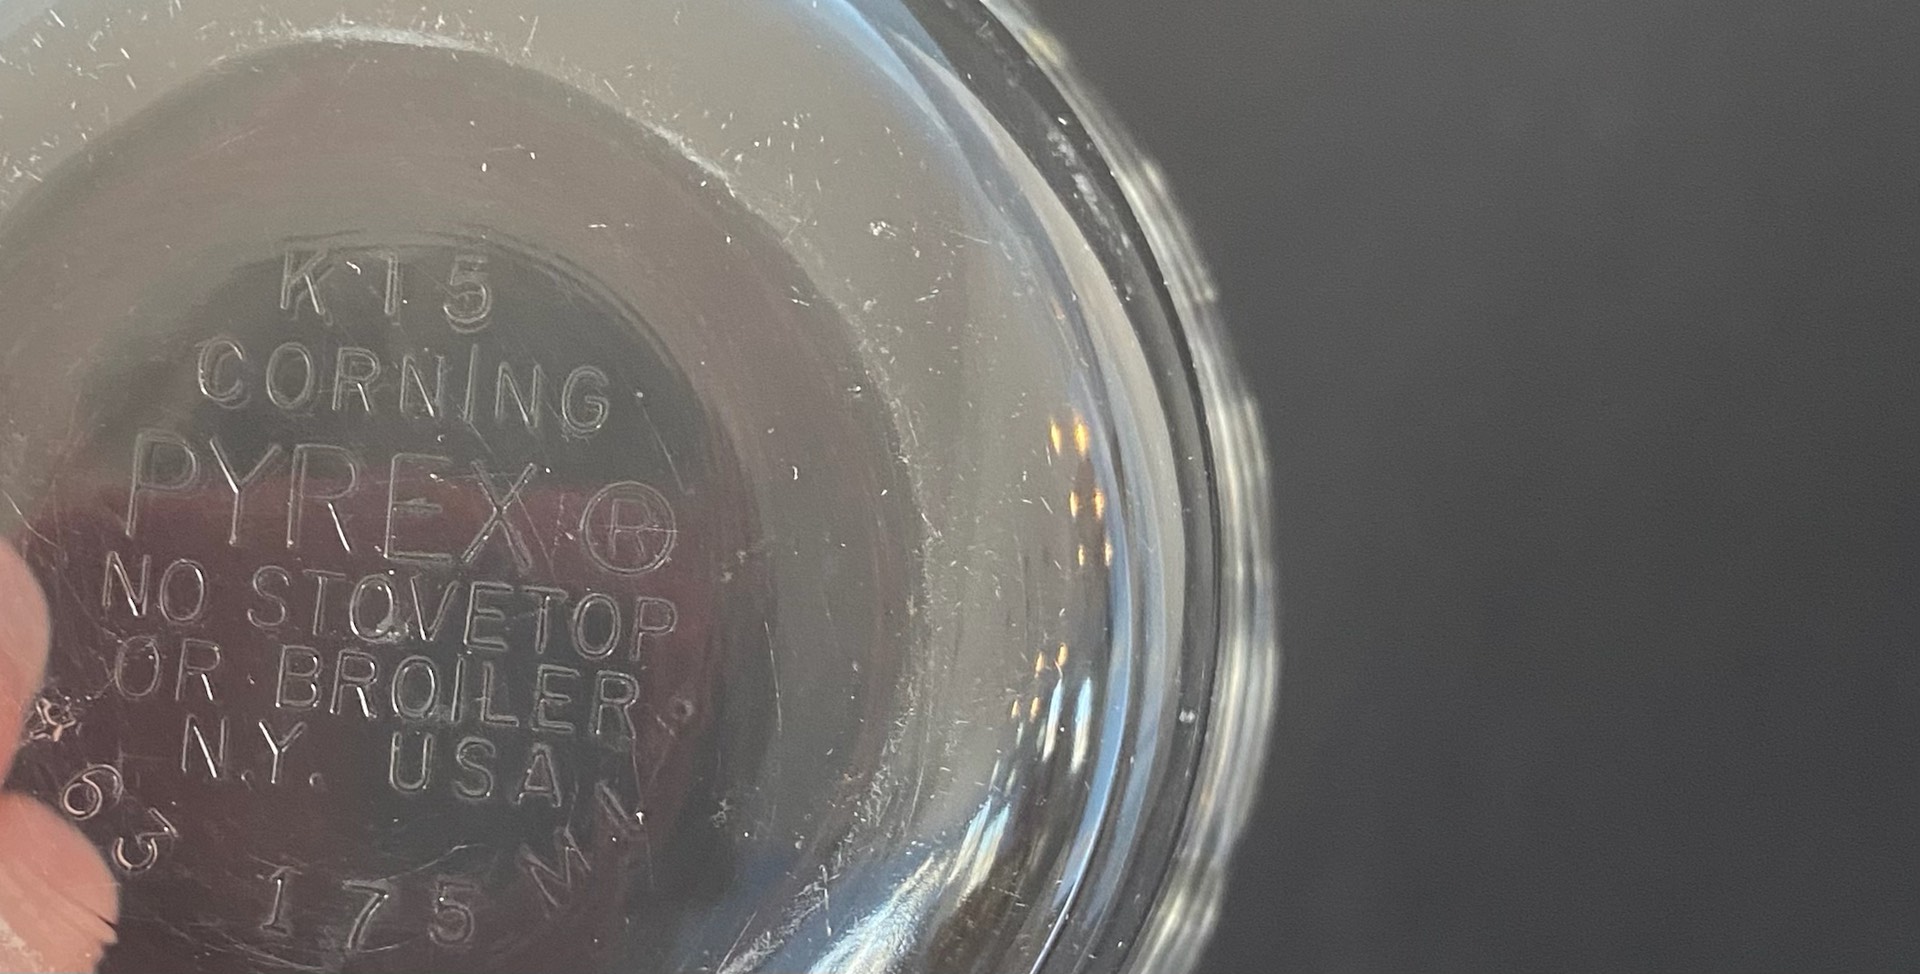 K15
CORNING
PYREX ®
NO STOVETOP
OR BROILER
N.Y. USA
63
175
ML